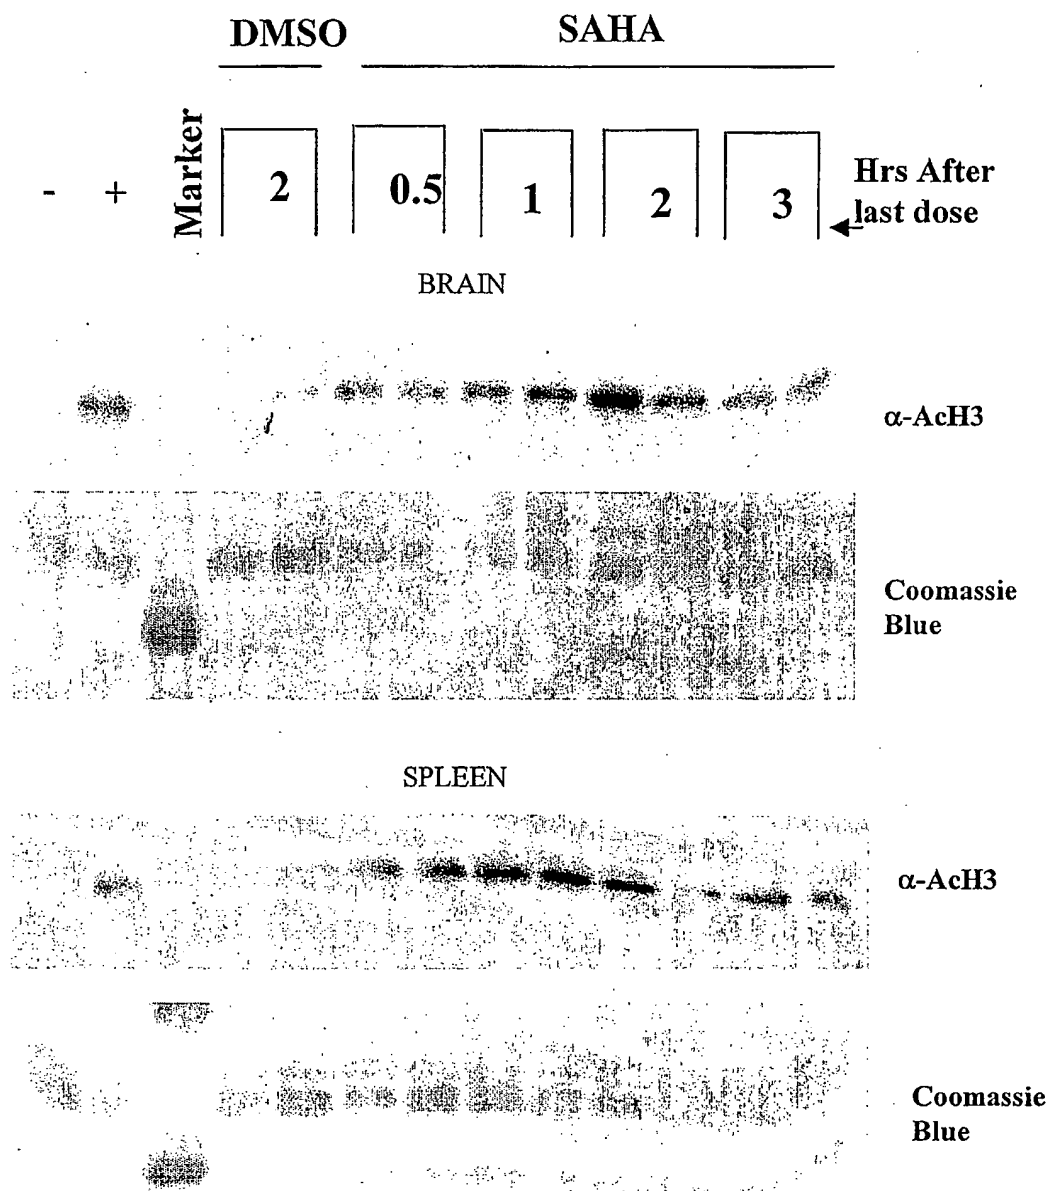 DMSO SAHA
- + Marker 2 0.5 1 2 3 Hrs After
last dose
BRAIN
α-AcH3
Coomassie
Blue
SPLEEN
α-AcH3
Coomassie
Blue